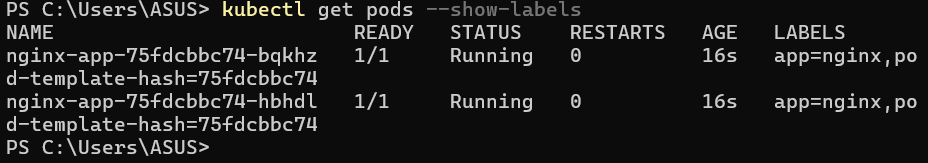 PS C:\Users\ASUS> kubectl get pods --show-labels
NAME                         READY   STATUS    RESTARTS   AGE   LABELS
nginx-app-75fdcbbc74-bqkhz   1/1     Running   0          16s   app=nginx,po
d-template-hash=75fdcbbc74
nginx-app-75fdcbbc74-hbhdl   1/1     Running   0          16s   app=nginx,po
d-template-hash=75fdcbbc74
PS C:\Users\ASUS>